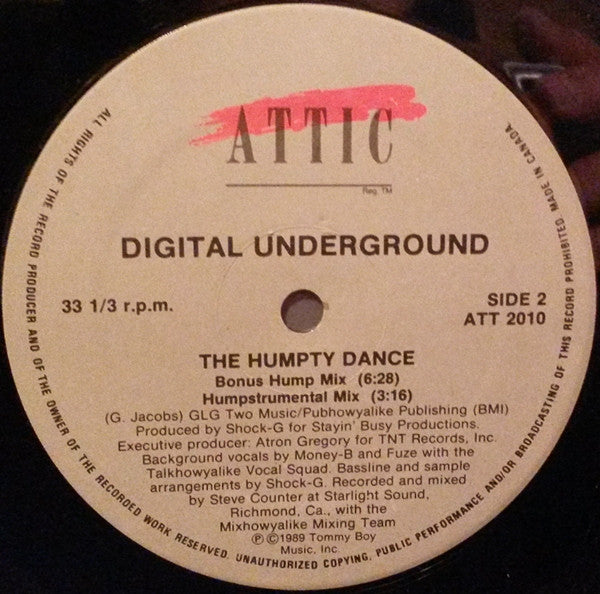 ATTIC
Reg. TM
DIGITAL UNDERGROUND
33 1/3 r.p.m.
SIDE 2
ATT 2010
THE HUMPTY DANCE
Bonus Hump Mix (6:28)
Humpstrumental Mix (3:16)
(G. Jacobs) GLG Two Music/Pubhowyalike Publishing (BMI)
Produced by Shock-G for Stayin' Busy Productions.
Executive producer: Atron Gregory for TNT Records, Inc.
Background vocals by Money-B and Fuze with the
Talkhowyalike Vocal Squad. Bassline and sample
arrangements by Shock-G. Recorded and mixed
by Steve Counter at Starlight Sound,
Richmond, Ca., with the
Mixhowyalike Mixing Team
Ⓟ©1989 Tommy Boy
Music, Inc.
ALL RIGHTS OF THE RECORD PRODUCER AND OF THE OWNER OF THE RECORDED WORK RESERVED. UNAUTHORIZED COPYING, PUBLIC PERFORMANCE AND/OR BROADCASTING OF THIS RECORD PROHIBITED. MADE IN CANADA.